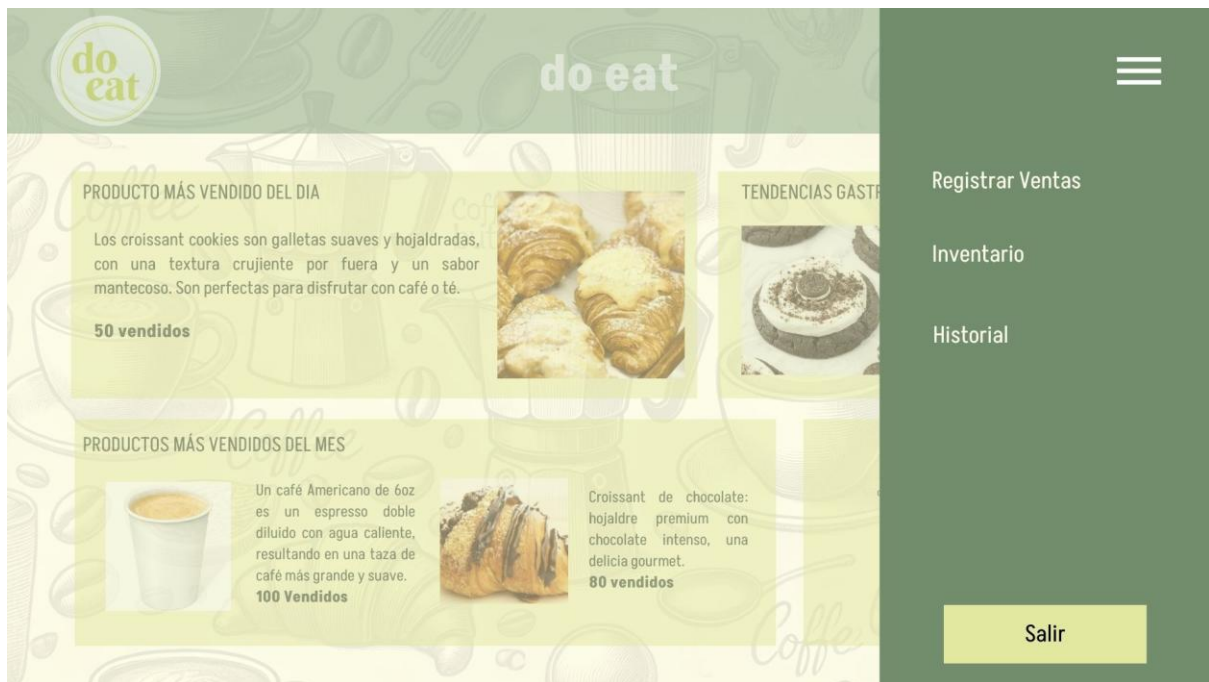 do
eat
do eat
PRODUCTO MÁS VENDIDO DEL DIA
Los croissant cookies son galletas suaves y hojaldradas,
con una textura crujiente por fuera y un sabor
mantecoso. Son perfectas para disfrutar con café o té.
50 vendidos
TENDENCIAS GASTR
PRODUCTOS MÁS VENDIDOS DEL MES
Un café Americano de 6oz
es un espresso doble
diluido con agua caliente,
resultando en una taza de
café más grande y suave.
100 Vendidos
Croissant de chocolate:
hojaldre premium con
chocolate intenso, una
delicia gourmet.
80 vendidos
Registrar Ventas
Inventario
Historial
Salir
Coffee
Coffee
Coffee